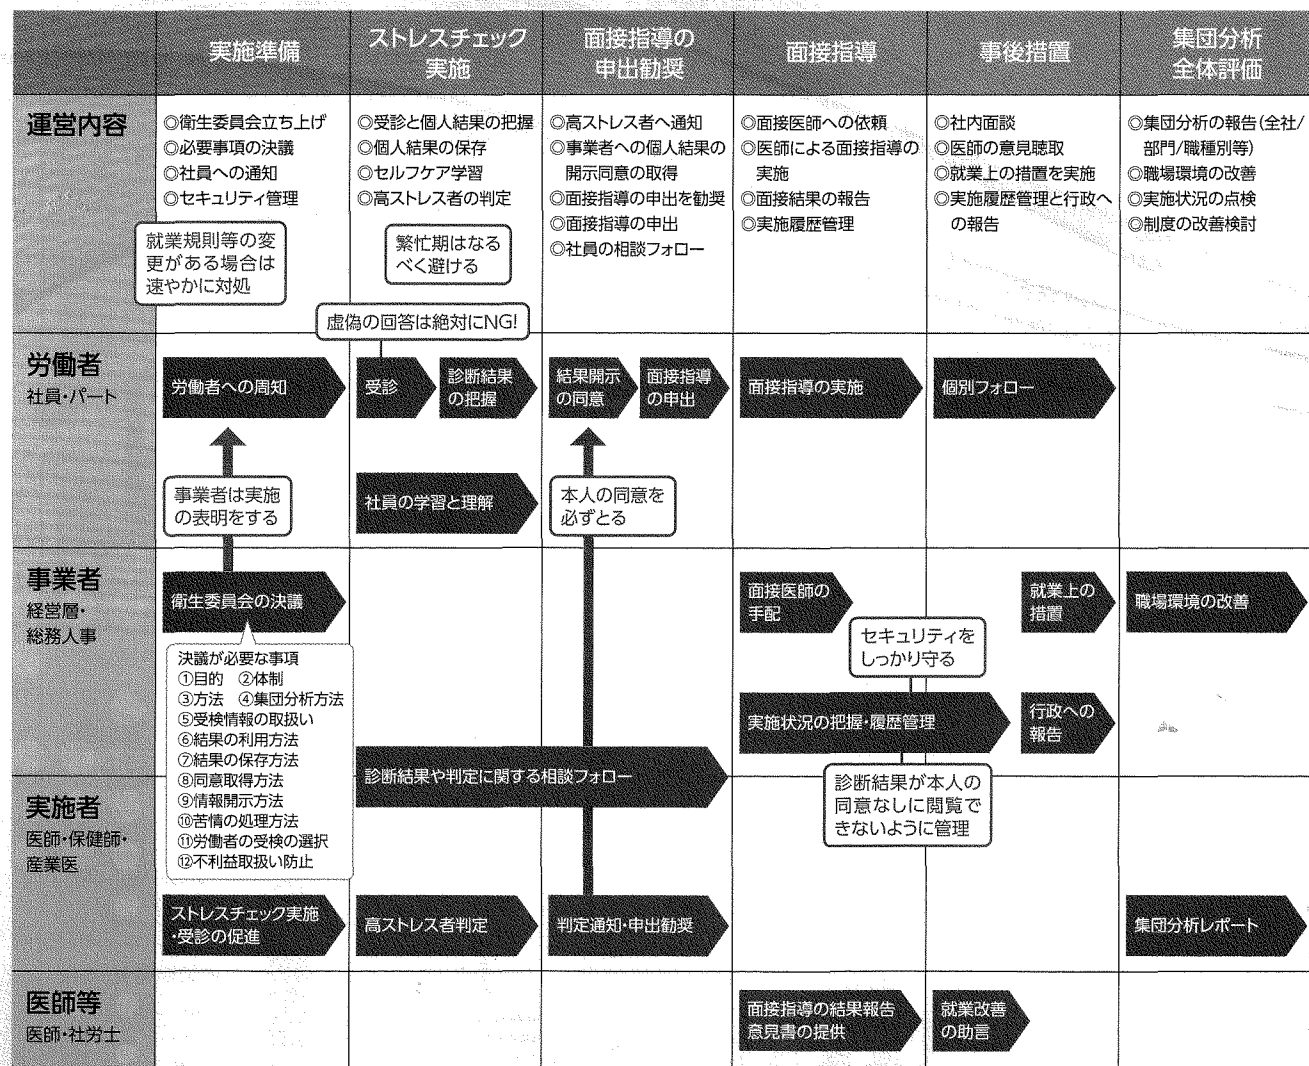 実施準備
ストレスチェック
実施
面接指導の
申出勧奨
面接指導
事後措置
集団分析
全体評価
運営内容
◎衛生委員会立ち上げ
◎必要事項の決議
◎社員への通知
◎セキュリティ管理
就業規則等の変
更がある場合は
速やかに対処
◎受診と個人結果の把握
◎個人結果の保存
◎セルフケア学習
◎高ストレス者の判定
繁忙期はなる
べく避ける
◎高ストレス者へ通知
◎事業者への個人結果の
開示同意の取得
◎面接指導の申出を勧奨
◎面接指導の申出
◎社員の相談フォロー
◎面接医師への依頼
◎医師による面接指導の
実施
◎面接結果の報告
◎実施履歴管理
◎社内面談
◎医師の意見聴取
◎就業上の措置を実施
◎実施履歴管理と行政へ
の報告
◎集団分析の報告(全社/
部門/職種別等)
◎職場環境の改善
◎実施状況の点検
◎制度の改善検討
虚偽の回答は絶対にNG!
労働者
社員・パート
労働者への周知
受診
診断結果
の把握
結果開示
の同意
面接指導
の申出
面接指導の実施
個別フォロー
事業者は実施
の表明をする
社員の学習と理解
本人の同意を
必ずとる
事業者
経営層・
総務人事
衛生委員会の決議
面接医師の
手配
就業上の
措置
職場環境の改善
セキュリティを
しっかり守る
決議が必要な事項
①目的 ②体制
③方法 ④集団分析方法
⑤受検情報の取扱い
⑥結果の利用方法
⑦結果の保存方法
⑧同意取得方法
⑨情報開示方法
⑩苦情の処理方法
⑪労働者の受検の選択
⑫不利益取扱い防止
実施状況の把握・履歴管理
行政への
報告
診断結果や判定に関する相談フォロー
診断結果が本人の
同意なしに閲覧で
きないように管理
実施者
医師・保健師・
産業医
ストレスチェック実施
・受診の促進
高ストレス者判定
判定通知・申出勧奨
集団分析レポート
医師等
医師・社労士
面接指導の結果報告
意見書の提供
就業改善
の助言